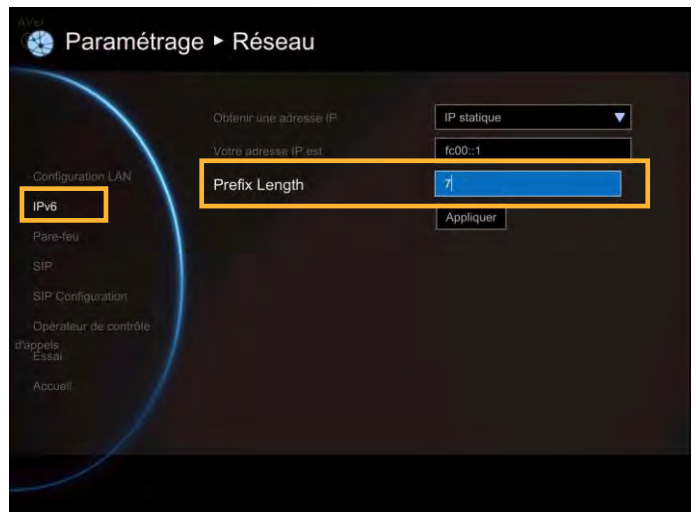 AVer
Paramétrage ► Réseau
Obtenir une adresse IP
IP statique ▼
Votre adresse IP est
fc00::1
Prefix Length
7
Appliquer
Configuration LAN
IPv6
Pare-feu
SIP
SIP Configuration
Opérateur de contrôle
d'appels
Essai
Accueil